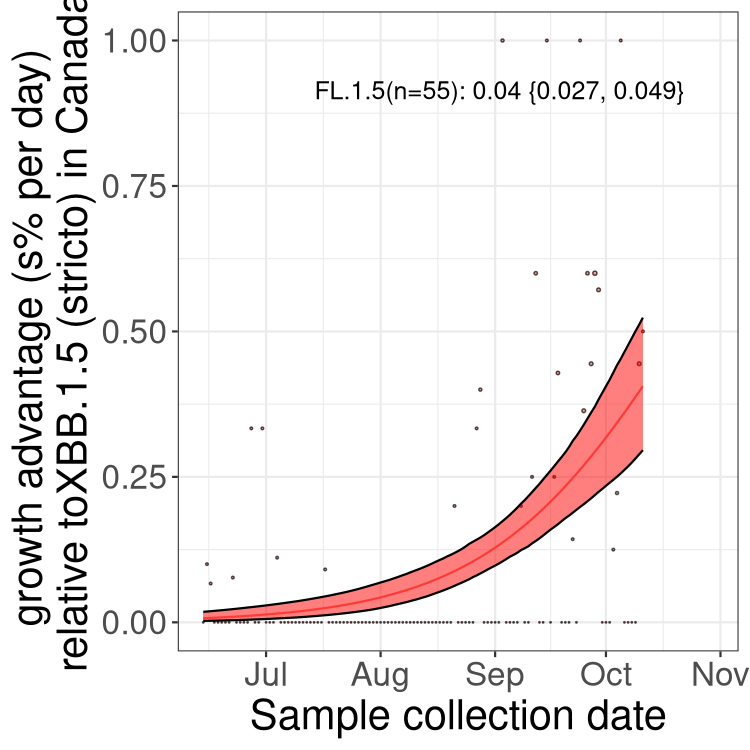 growth advantage (s% per day)
relative toXBB.1.5 (stricto) in Canada
1.00
0.75
0.50
0.25
0.00
FL.1.5(n=55): 0.04 {0.027, 0.049}
Jul Aug Sep Oct Nov
Sample collection date